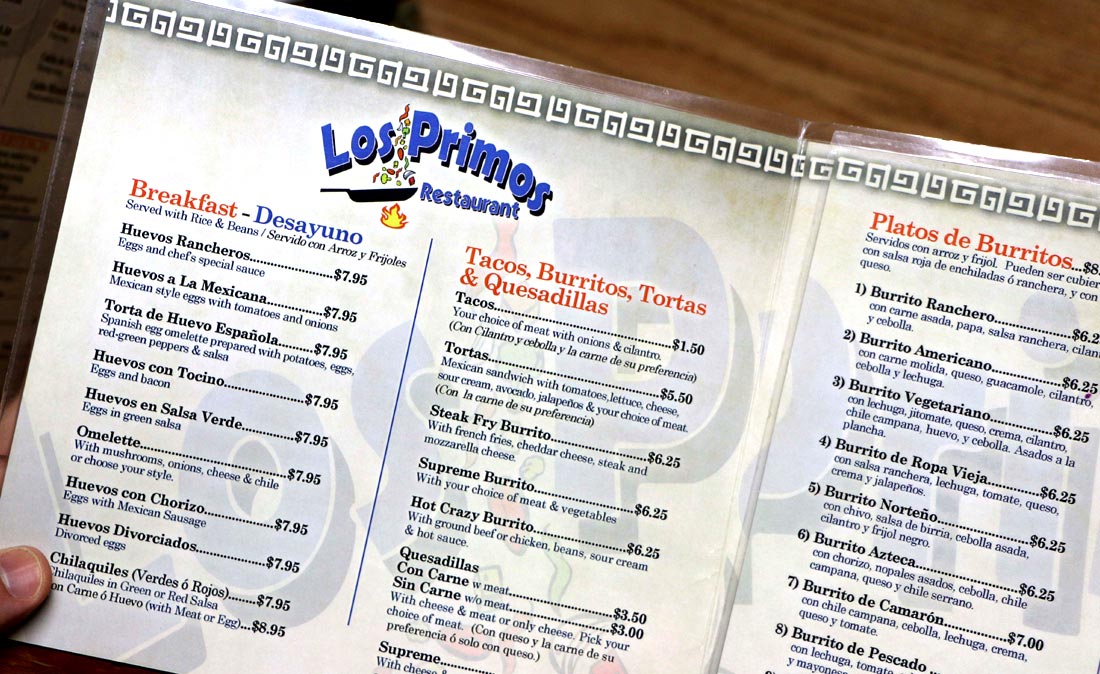 Los Primos
Restaurant
Breakfast - Desayuno
Served with Rice & Beans / Servido con Arroz y Frijoles
Huevos Rancheros..................$7.95
Eggs and chef's special sauce
Huevos a La Mexicana............$7.95
Mexican style eggs with tomatoes and onions
Torta de Huevo Española........$7.95
Spanish egg omelette prepared with potatoes, eggs,
red-green peppers & salsa
Huevos con Tocino..................$7.95
Eggs and bacon
Huevos en Salsa Verde............$7.95
Eggs in green salsa
Omelette....................................$7.95
With mushrooms, onions, cheese & chile
or choose your style.
Huevos con Chorizo.................$7.95
Eggs with Mexican Sausage
Huevos Divorciados.................$7.95
Divorced eggs
Chilaquiles (Verdes ó Rojos)......$7.95
hilaquiles in Green or Red Salsa
on Carne ó Huevo (with Meat or Egg)...$8.95
Tacos, Burritos, Tortas
& Quesadillas
Tacos..........................................$1.50
Your choice of meat with onions & cilantro.
(Con Cilantro y cebolla y la carne de su preferencia)
Tortas........................................$5.50
Mexican sandwich with tomatoes,lettuce, cheese,
sour cream, avocado, jalapeños & your choice of meat.
(Con la carne de su preferencia)
Steak Fry Burrito....................$6.25
With french fries, cheddar cheese, steak and
mozzarella cheese.
Supreme Burrito.....................$6.25
With your choice of meat & vegetables
Hot Crazy Burrito...................$6.25
With ground beef or chicken, beans, sour cream
& hot sauce.
Quesadillas
Con Carne w meat......................$3.50
Sin Carne w/o meat....................$3.00
With cheese & meat or only cheese. Pick your
choice of meat. (Con queso y la carne de su
preferencia ó solo con queso.)
Supreme
With cheese &
Platos de Burritos...$8.
Servidos con arroz y frijol. Pueden ser cubier
con salsa roja de enchiladas ó ranchera, y con
queso.
1) Burrito Ranchero................$6.2
con carne asada, papa, salsa ranchera, cilan
y cebolla.
2) Burrito Americano..............$6.25
con carne molida, queso, guacamole, cilantro,
cebolla y lechuga.
3) Burrito Vegetariano............$6.25
con lechuga, jitomate, queso, crema, cilantro,
chile campana, huevo, y cebolla. Asados a la
plancha.
4) Burrito de Ropa Vieja.........$6.25
con salsa ranchera, lechuga, tomate, queso,
crema y jalapeños.
5) Burrito Norteño...................$6.25
con chivo, salsa de birria, cebolla asada,
cilantro y frijol negro.
6) Burrito Azteca......................$6.25
con chorizo, nopales asados, cebolla, chile
campana, queso y chile serrano.
7) Burrito de Camarón............$7.00
con chile campana, cebolla, lechuga, crema,
queso y tomate.
8) Burrito de Pescado
con lechuga, tomate,
y mayones